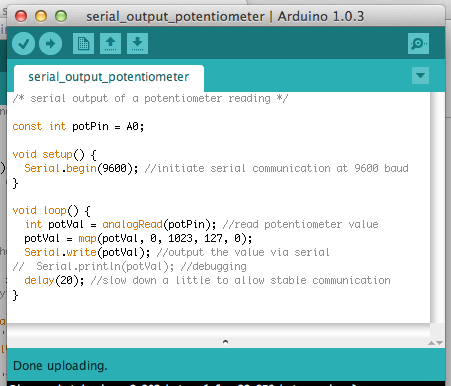 serial_output_potentiometer | Arduino 1.0.3
serial_output_potentiometer
/* serial output of a potentiometer reading */
const int potPin = A0;
void setup() {
  Serial.begin(9600); //initiate serial communication at 9600 baud
}
void loop() {
  int potVal = analogRead(potPin); //read potentiometer value
  potVal = map(potVal, 0, 1023, 127, 0);
  Serial.write(potVal); //output the value via serial
//  Serial.println(potVal); //debugging
  delay(20); //slow down a little to allow stable communication
}
Done uploading.